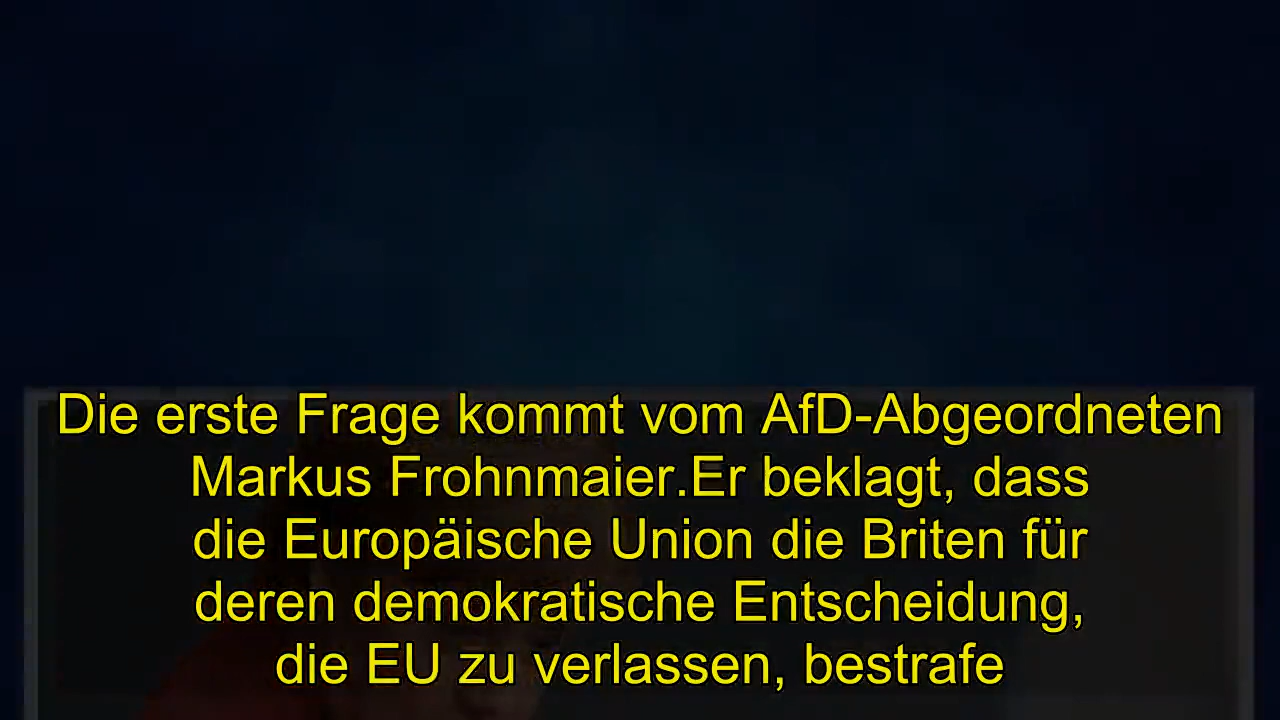 Die erste Frage kommt vom AfD-Abgeordneten
Markus Frohnmaier.Er beklagt, dass
die Europäische Union die Briten für
deren demokratische Entscheidung,
die EU zu verlassen, bestrafe